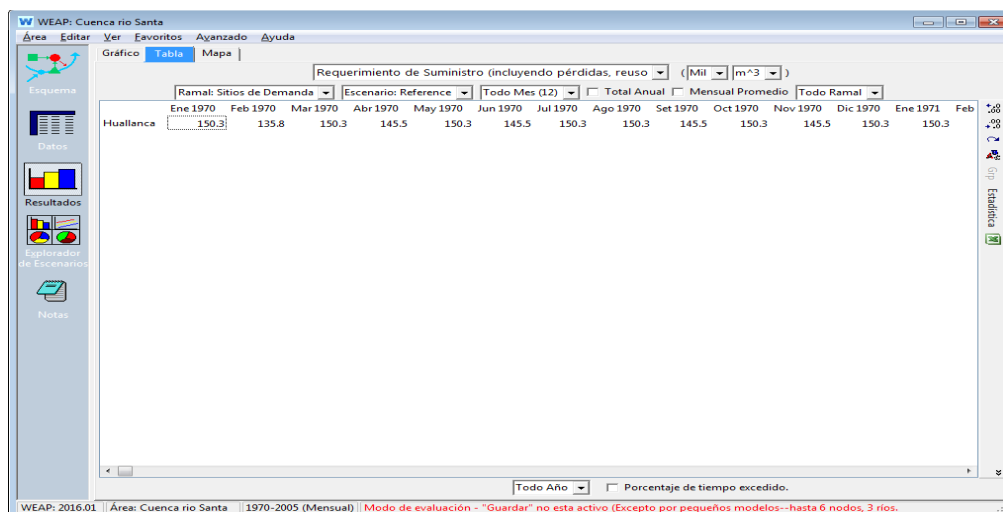 WEAP: Cuenca rio Santa
Área Editar Ver Favoritos Avanzado Ayuda
Gráfico Tabla Mapa
Requerimiento de Suministro (incluyendo pérdidas, reuso (Mil m^3)
Ramal: Sitios de Demanda Escenario: Reference Todo Mes (12) Total Anual Mensual Promedio Todo Ramal
Ene 1970 Feb 1970 Mar 1970 Abr 1970 May 1970 Jun 1970 Jul 1970 Ago 1970 Set 1970 Oct 1970 Nov 1970 Dic 1970 Ene 1971 Feb
Huallanca 150.3 135.8 150.3 145.5 150.3 145.5 150.3 150.3 145.5 150.3 145.5 150.3 150.3
Esquema
Datos
Resultados
Explorador
de Escenarios
Notas
Grp
Estadística
Todo Año Porcentaje de tiempo excedido.
WEAP: 2016.01 Área: Cuenca rio Santa 1970-2005 (Mensual) Modo de evaluación - "Guardar" no esta activo (Excepto por pequeños modelos--hasta 6 nodos, 3 ríos.